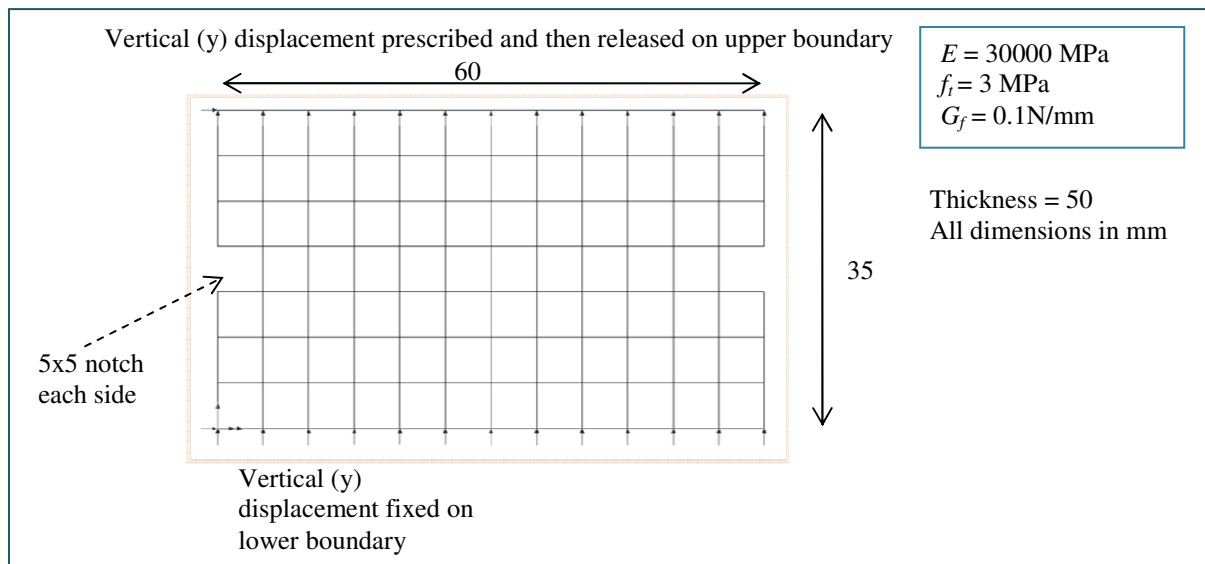 Vertical (y) displacement prescribed and then released on upper boundary
60
E = 30000 MPa
ft = 3 MPa
Gf = 0.1N/mm
Thickness = 50
All dimensions in mm
35
5x5 notch
each side
Vertical (y)
displacement fixed on
lower boundary